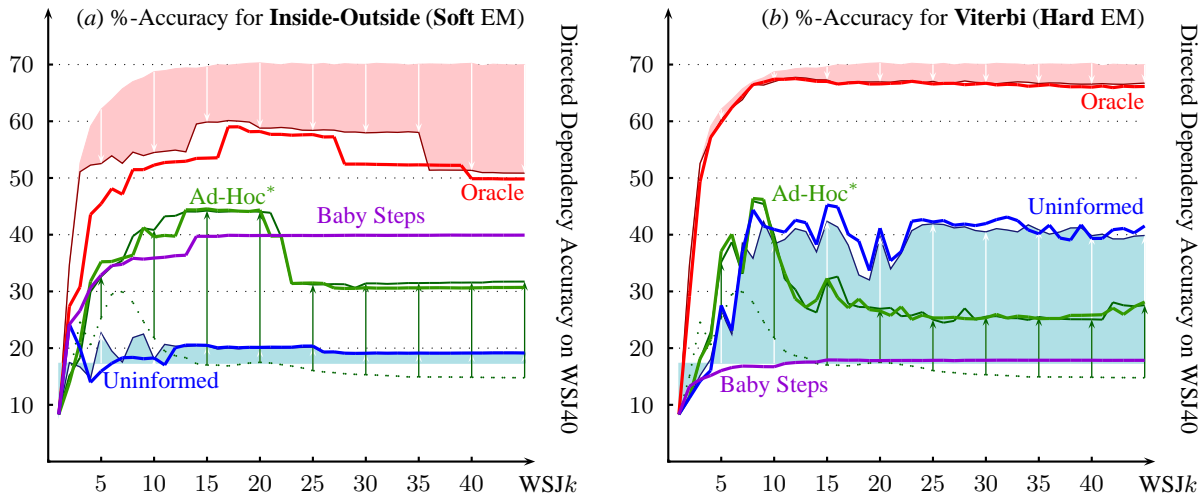 (a) %-Accuracy for Inside-Outside (Soft EM)
70
60
50
40
30
20
10
5 10 15 20 25 30 35 40 WSJk
Oracle
Ad-Hoc*
Baby Steps
Uninformed
Directed Dependency Accuracy on WSJ40
(b) %-Accuracy for Viterbi (Hard EM)
70
60
50
40
30
20
10
5 10 15 20 25 30 35 40 WSJk
Oracle
Ad-Hoc*
Uninformed
Baby Steps
Directed Dependency Accuracy on WSJ40